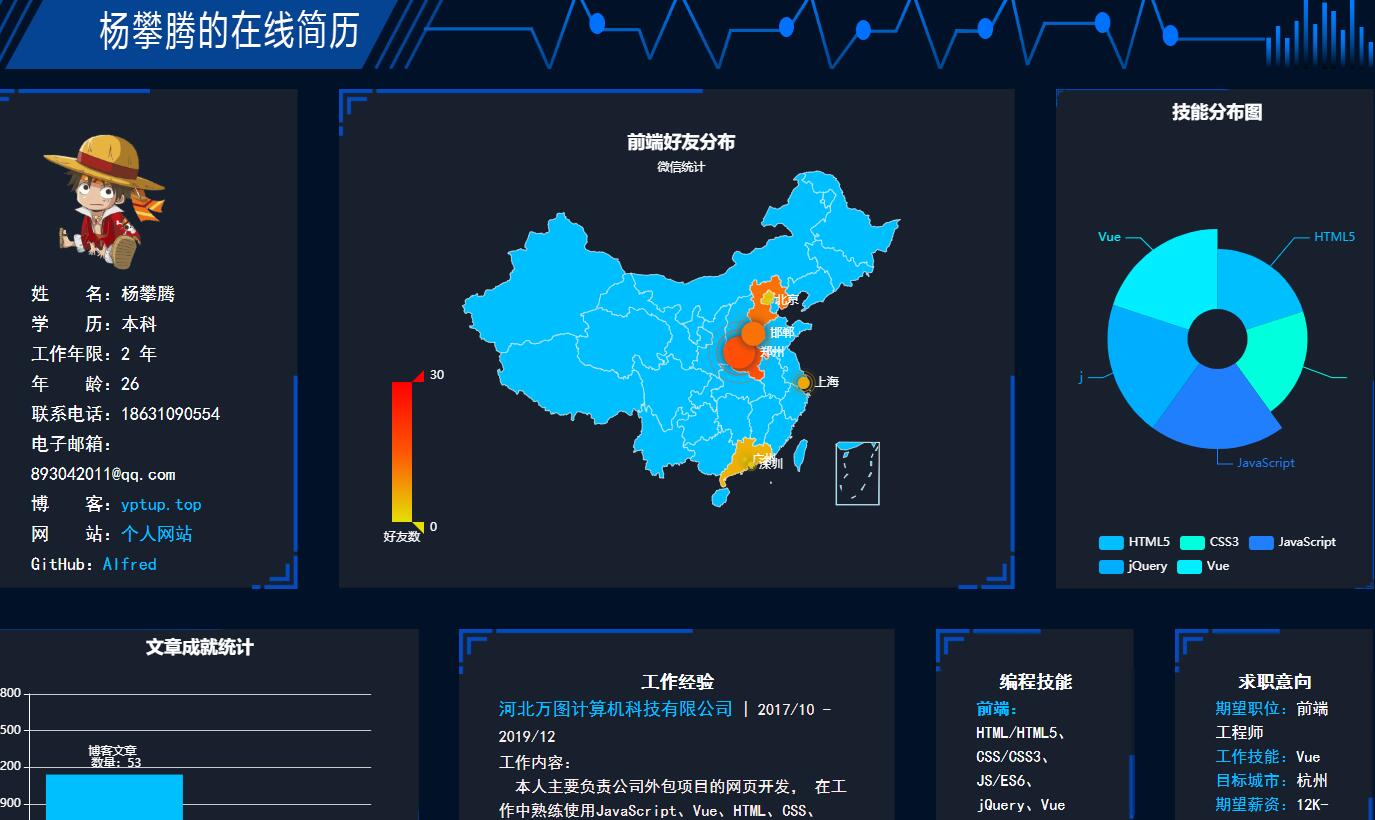 杨攀腾的在线简历
姓　　名：杨攀腾
学　　历：本科
工作年限：2 年
年　　龄：26
联系电话：18631090554
电子邮箱：
893042011@qq.com
博　　客：yptup.top
网　　站：个人网站
GitHub：Alfred
前端好友分布
微信统计
北京
邯郸
郑州
上海
广州
深圳
30
0
好友数
技能分布图
Vue
HTML5
j
JavaScript
HTML5 CSS3 JavaScript
jQuery Vue
文章成就统计
800
500
200
900
博客文章
数量：53
工作经验
河北万图计算机科技有限公司 | 2017/10 -
2019/12
工作内容：
本人主要负责公司外包项目的网页开发， 在工
作中熟练使用JavaScript、Vue、HTML、CSS、
编程技能
前端：
HTML/HTML5、
CSS/CSS3、
JS/ES6、
jQuery、Vue
求职意向
期望职位：前端
工程师
工作技能：Vue
目标城市：杭州
期望薪资：12K-